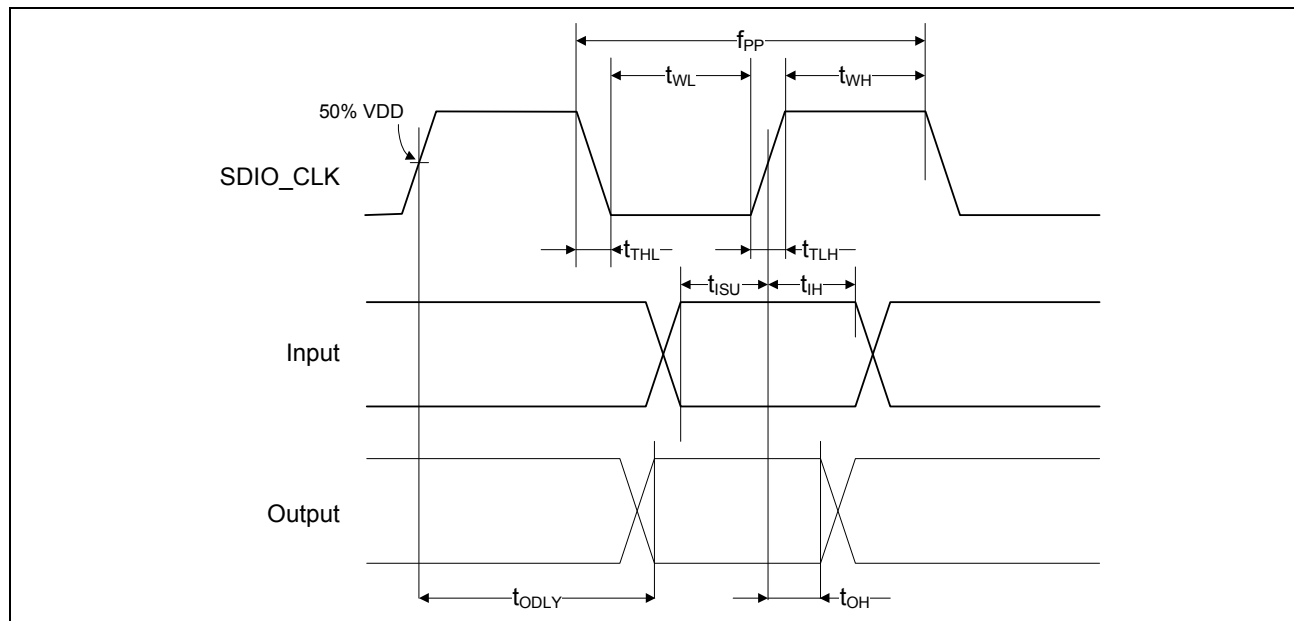 fPP
tWL
tWH
50% VDD
SDIO_CLK
tTHL
tTLH
tISU
tIH
Input
Output
tODLY
tOH